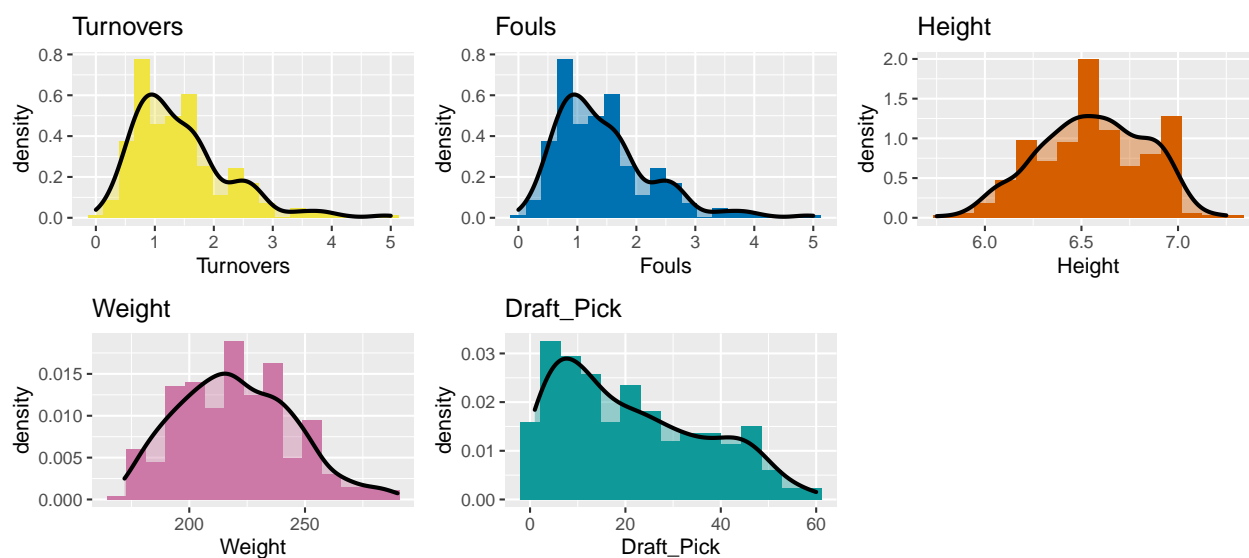 Turnovers
density
0.8
0.6
0.4
0.2
0.0
0 1 2 3 4 5
Turnovers
Fouls
density
0.8
0.6
0.4
0.2
0.0
0 1 2 3 4 5
Fouls
Height
density
2.0
1.5
1.0
0.5
0.0
6.0 6.5 7.0
Height
Weight
density
0.015
0.010
0.005
0.000
200 250
Weight
Draft_Pick
density
0.03
0.02
0.01
0.00
0 20 40 60
Draft_Pick